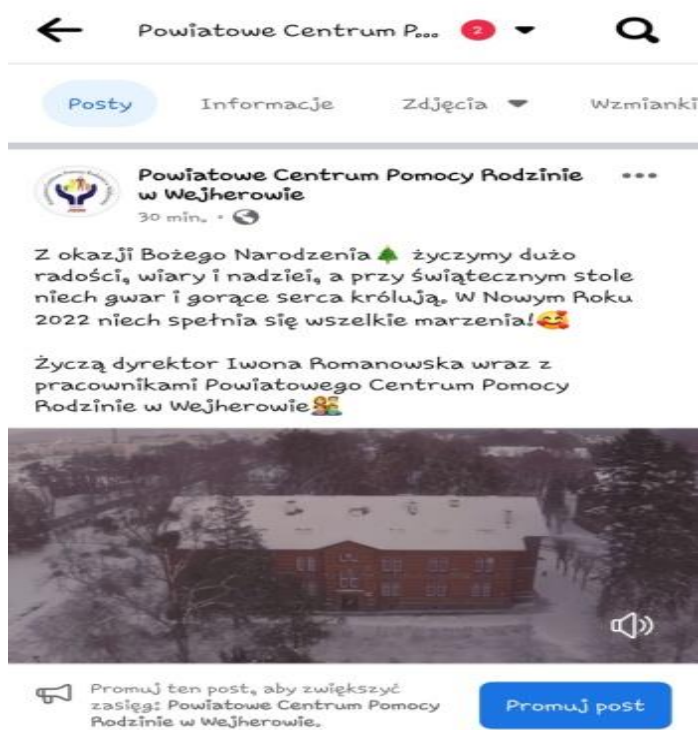 Powiatowe Centrum P... 2
Posty Informacje Zdjęcia Wzmianki
Powiatowe Centrum Pomocy Rodzinie
w Wejherowie
30 min. ·
Z okazji Bożego Narodzenia🎄 życzymy dużo
radości, wiary i nadziei, a przy świątecznym stole
niech gwar i gorące serca królują. W Nowym Roku
2022 niech spełnia się wszelkie marzenia!🥰
Życzą dyrektor Iwona Romanowska wraz z
pracownikami Powiatowego Centrum Pomocy
Rodzinie w Wejherowie👨‍👩‍👧‍👦
Promuj ten post, aby zwiększyć
zasięg: Powiatowe Centrum Pomocy
Rodzinie w Wejherowie.
Promuj post